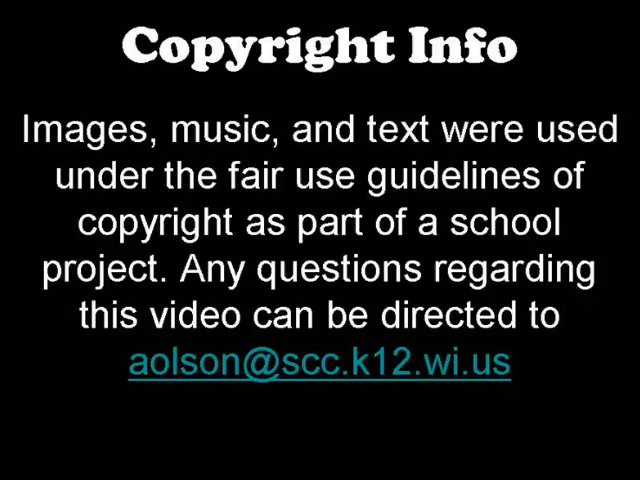 Copyright Info
Images, music, and text were used
under the fair use guidelines of
copyright as part of a school
project. Any questions regarding
this video can be directed to
aolson@scc.k12.wi.us